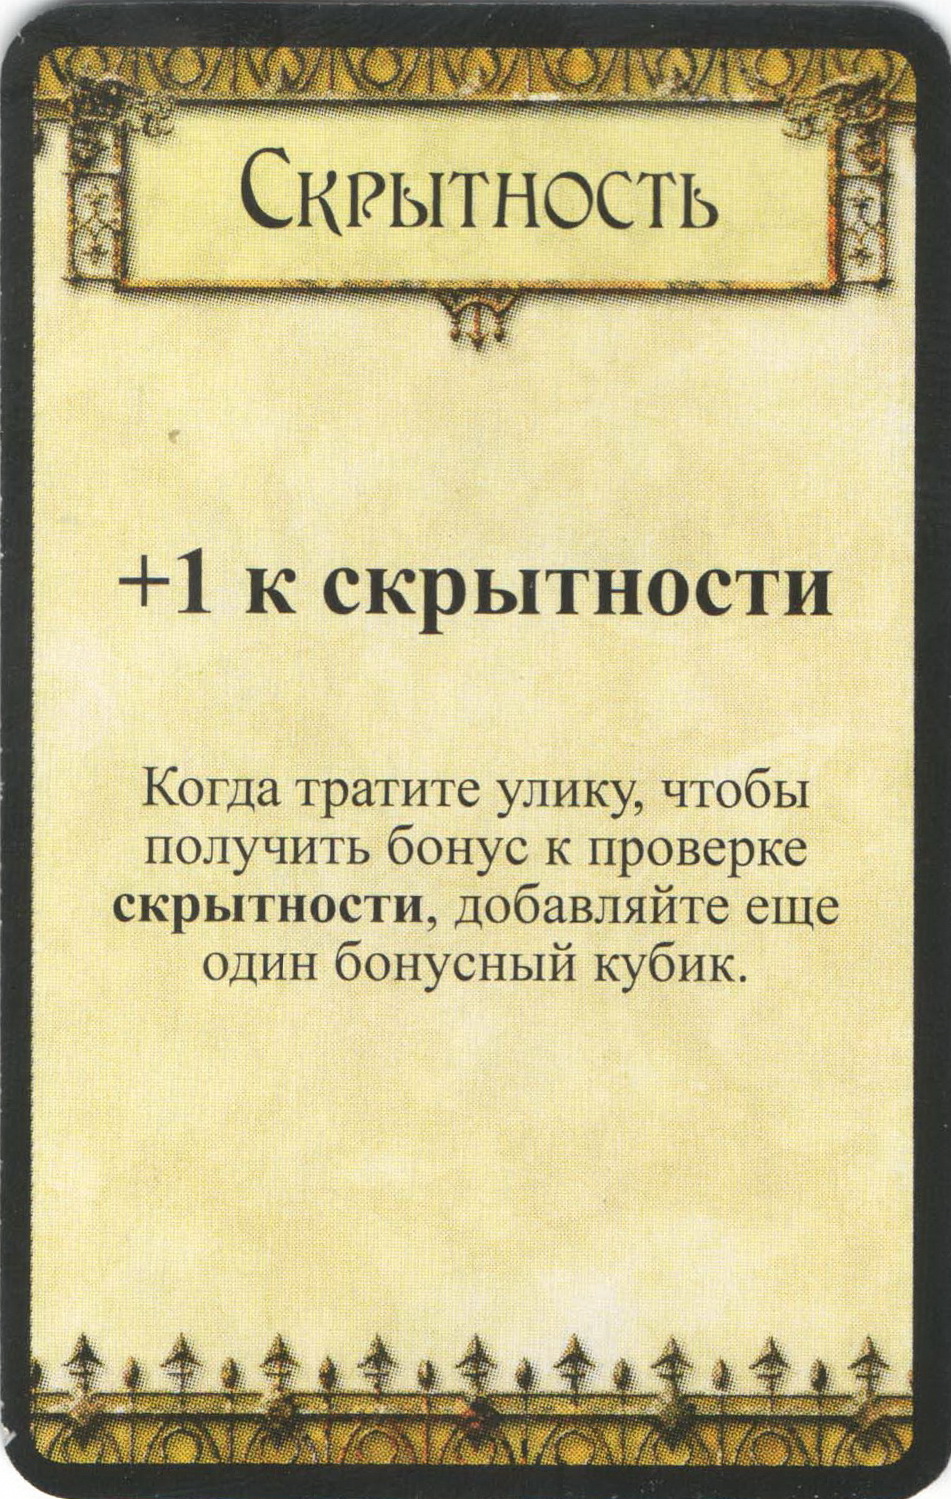 Скрытность
+1 к скрытности
Когда тратите улику, чтобы
получить бонус к проверке
скрытности, добавляйте еще
один бонусный кубик.